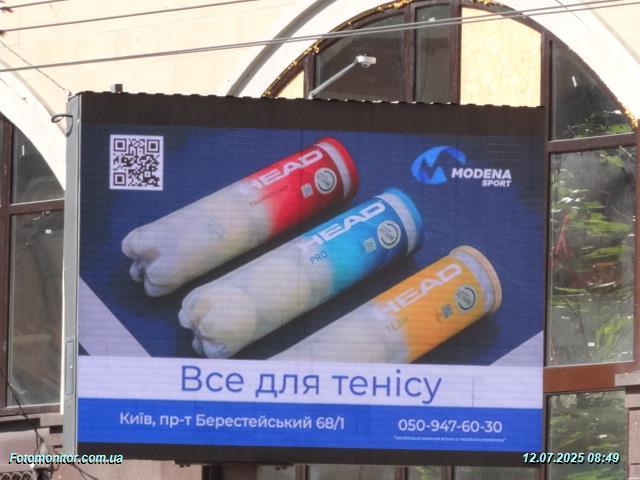 MODENA
SPORT
HEAD
HEAD
PRO
HEAD
TEAM
Все для тенісу
Київ, пр-т Берестейський 68/1
050-947-60-30
Fotomonitor.com.ua
12.07.2025 08:49